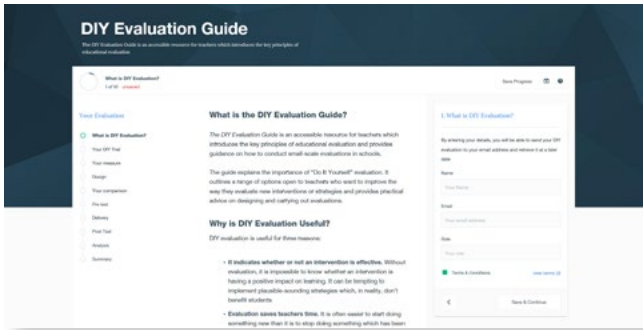 DIY Evaluation Guide
The DIY Evaluation Guide is an accessible resource for teachers which introduces the key principles of
educational evaluation
What is DIY Evaluation?
1 of 10
Save Progress
Your Evaluation
What is DIY Evaluation?
Your DIY Trial
Your measure
Design
Your comparison
Pre test
Delivery
Post Test
Analysis
Summary
What is the DIY Evaluation Guide?
The DIY Evaluation Guide is an accessible resource for teachers which
introduces the key principles of educational evaluation and provides
guidance on how to conduct small-scale evaluations in schools.
The guide explains the importance of "Do It Yourself" evaluation. It
outlines a range of options open to teachers who want to improve the
way they evaluate new interventions or strategies and provides practical
advice on designing and carrying out evaluations.
Why is DIY Evaluation Useful?
DIY evaluation is useful for three reasons:
• It indicates whether or not an intervention is effective. Without
evaluation, it is impossible to know whether an intervention is
having a positive impact on learning. It can be tempting to
implement plausible-sounding strategies which, in reality, don't
benefit students
• Evaluation saves teachers time. It is often easier to start doing
something new than it is to stop doing something which has been
1. What is DIY Evaluation?
By entering your details, you will be able to send your DIY
evaluation to your email address and retrieve it at a later
date
Name
Your Name
Email
Your email address
Role
Your role
Terms & Conditions
Save & Continue